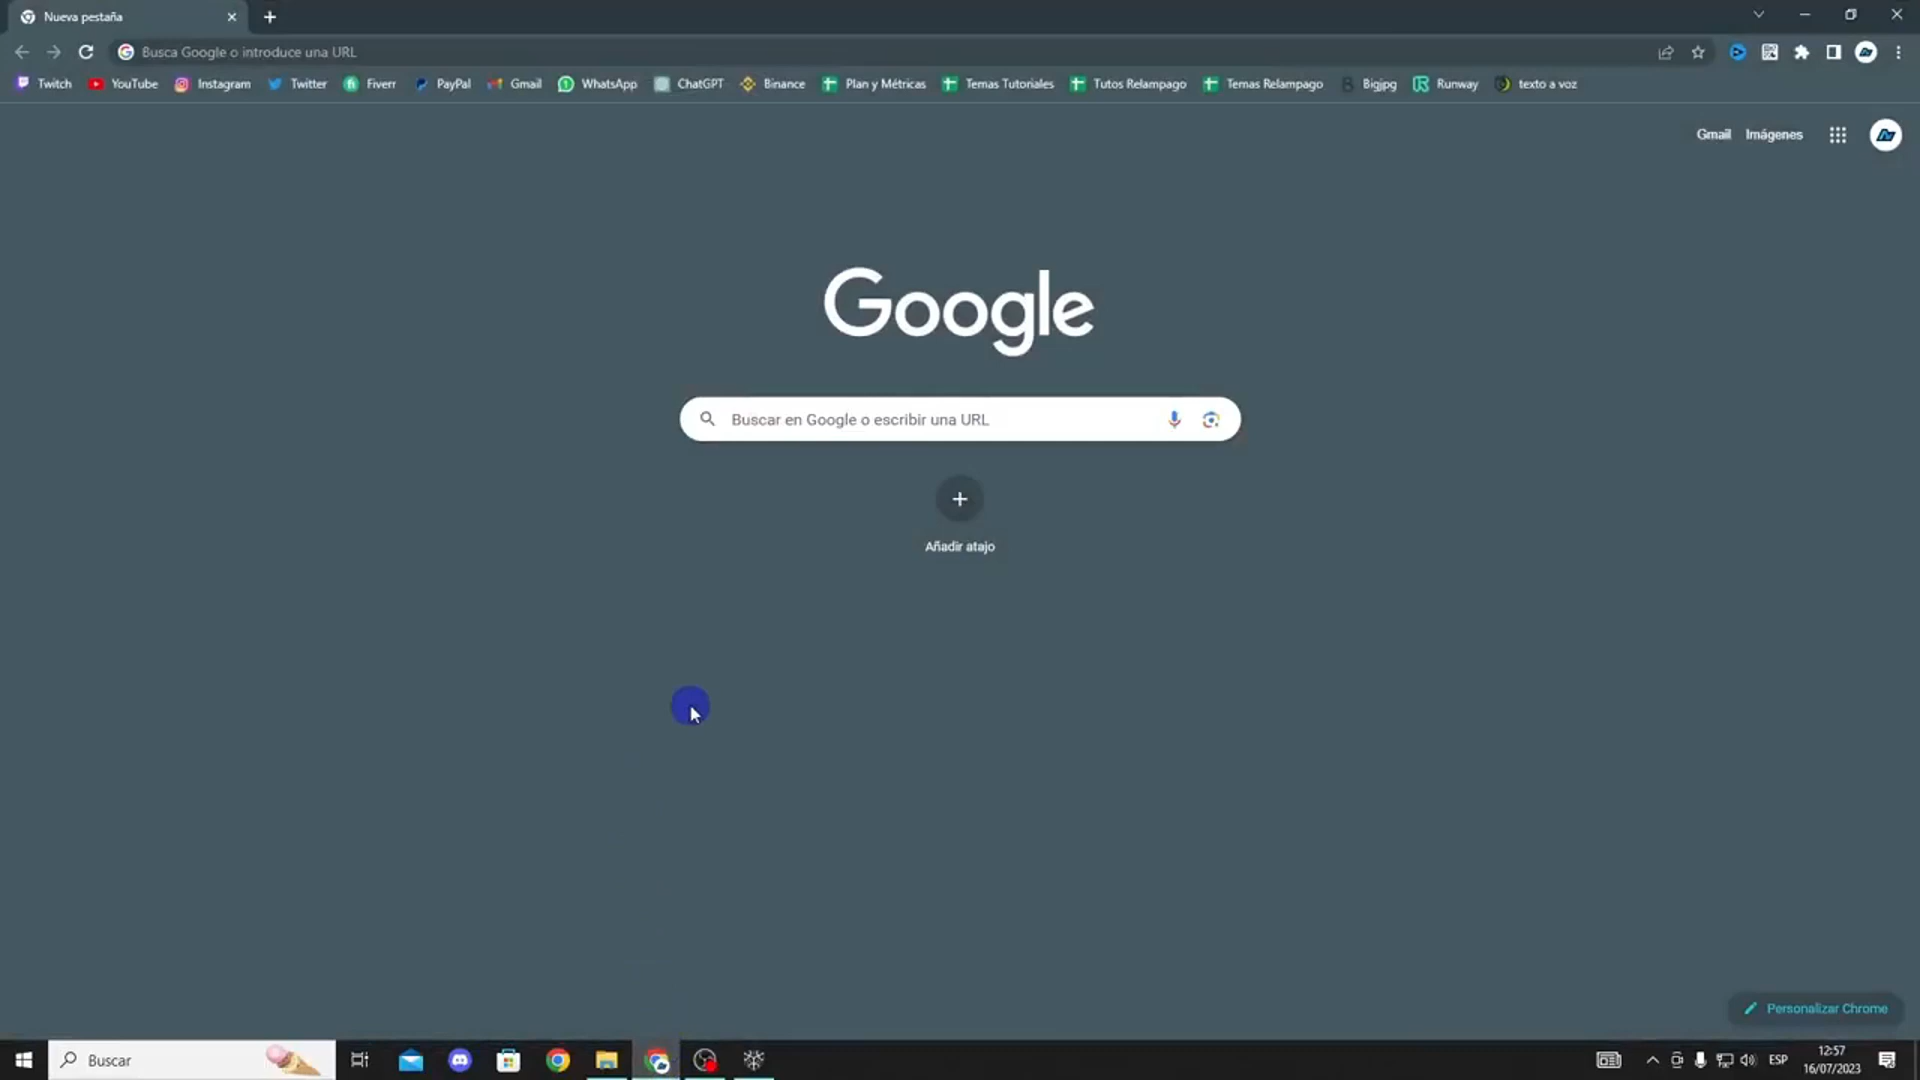 Nueva pestaña
Busca Google o introduce una URL
Twitch YouTube Instagram Twitter Fiverr PayPal Gmail WhatsApp ChatGPT Binance Plan y Métricas Temas Tutoriales Tutos Relampago Temas Relampago Bigjpg Runway texto a voz
Gmail Imágenes
Google
Buscar en Google o escribir una URL
Añadir atajo
Personalizar Chrome
Buscar
ESP
12:57
16/07/2023